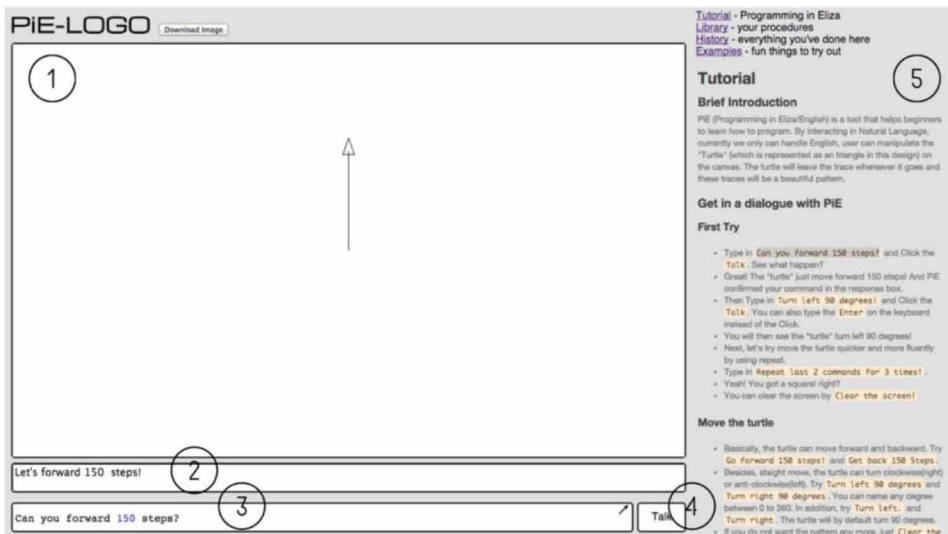 PiE-LOGO
Download Image
Tutorial - Programming in Eliza
Library - your procedures
History - everything you've done here
Examples - fun things to try out
1
5
Tutorial
Brief Introduction
PiE (Programming in Eliza/English) is a tool that helps beginners
to learn how to program. By interacting in Natural Language,
currently we only can handle English, user can manipulate the
"Turtle" (which is represented as an triangle in this design) on
the canvas. The turtle will leave the trace whereever it goes and
these traces will be a beautiful pattern.
Get in a dialogue with PiE
First Try
Type in Can you forward 150 steps? and Click the
Talk. See what happen?
Great! The "turtle" just move forward 150 steps! And PiE
confirmed your command in the response box.
Then Type in Turn left 90 degrees! and Click the
Talk. You can also type the Enter on the keyboard
instead of the Click.
You will then see the "turtle" turn left 90 degrees!
Next, let's try move the turtle quicker and more fluently
by using repeat.
Type in Repeat last 2 commands for 3 times!.
Yeah! You got a square! right?
You can clear the screen by Clear the screen!
Move the turtle
Basically, the turtle can move forward and backward. Try
Go forward 150 steps! and Get back 150 Steps.
Besides, staight move, the turtle can turn clockwise(right)
or anti-clockwise(left). Try Turn left 90 degrees and
Turn right 90 degrees. You can name any degree
between 0 to 360. In addition, try Turn left. and
Turn right. The turtle will by default turn 90 degrees.
If you do not want the pattern any more, just Clear the
Let's forward 150 steps!
2
3
Can you forward 150 steps?
Talk
4